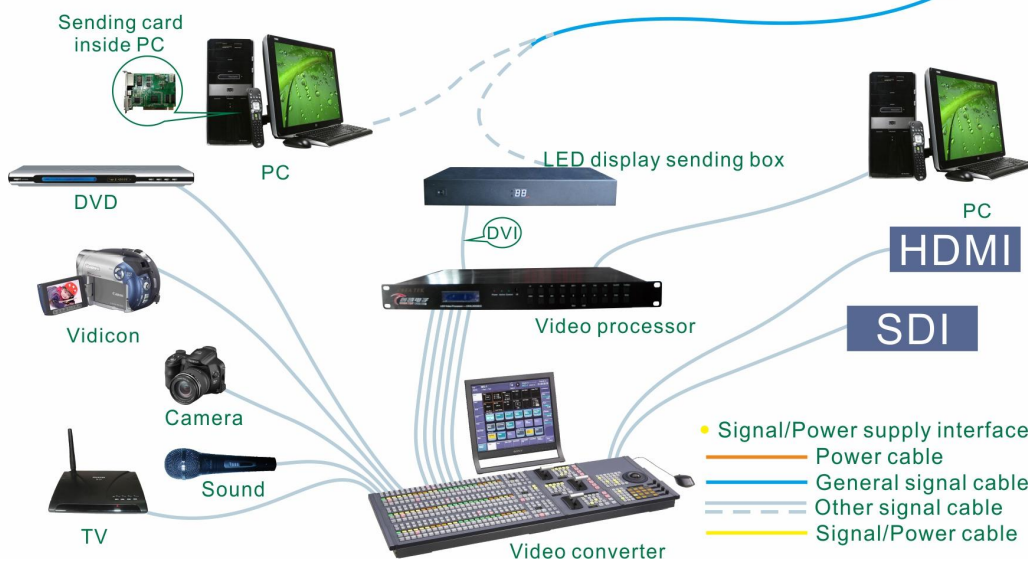 Sending card
inside PC
PC
LED display sending box
88
DVD
DVI
PC
HDMI
Vidicon
Video processor
SDI
Camera
Sound
TV
Video converter
Signal/Power supply interface
Power cable
General signal cable
Other signal cable
Signal/Power cable